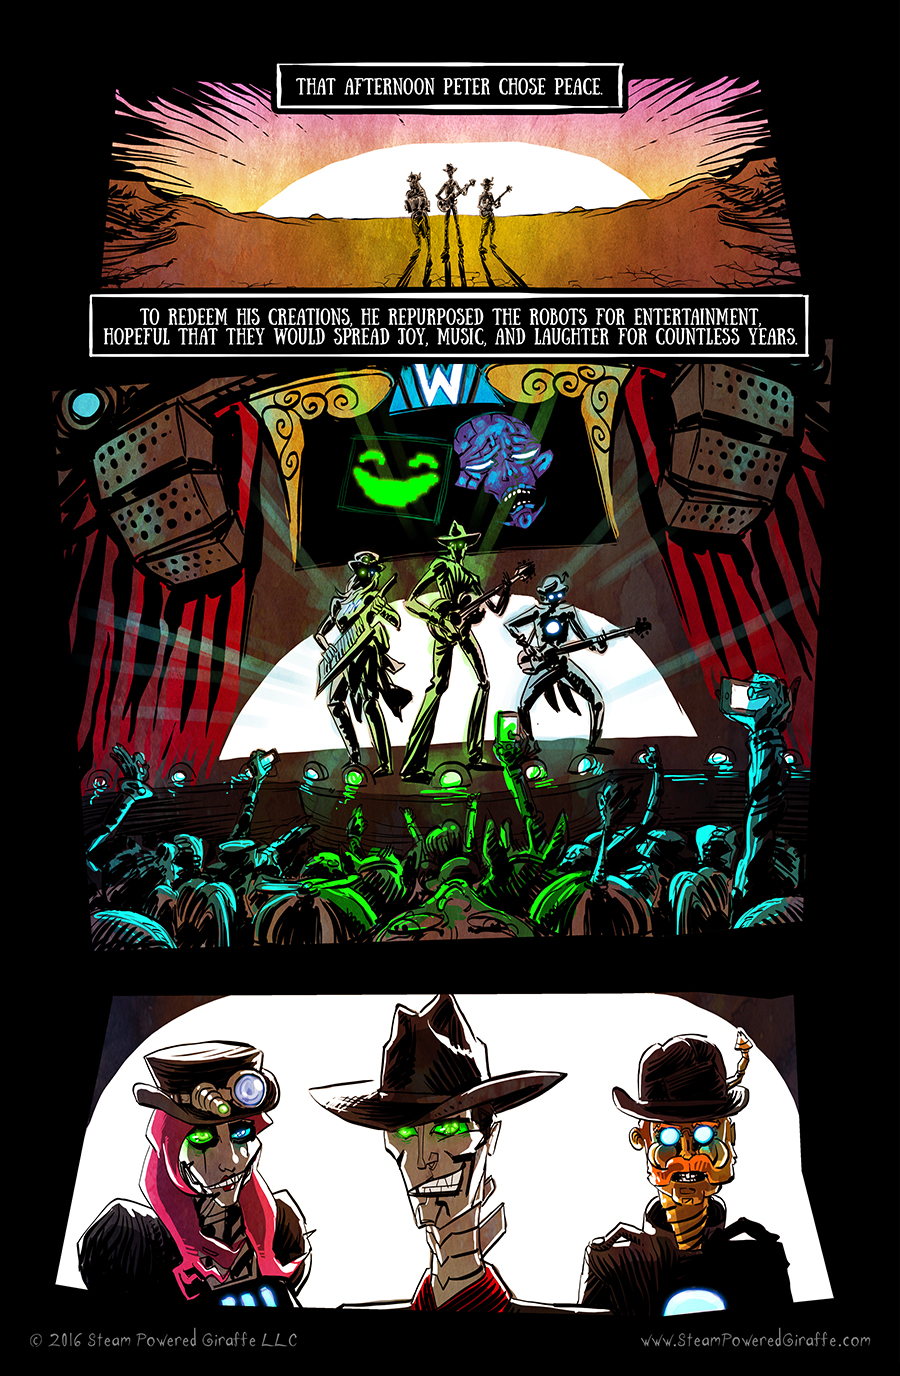 THAT AFTERNOON PETER CHOSE PEACE.
TO REDEEM HIS CREATIONS, HE REPURPOSED THE ROBOTS FOR ENTERTAINMENT,
HOPEFUL THAT THEY WOULD SPREAD JOY, MUSIC, AND LAUGHTER FOR COUNTLESS YEARS.
W
© 2016 Steam Powered Giraffe LLC
www.SteamPoweredGiraffe.com